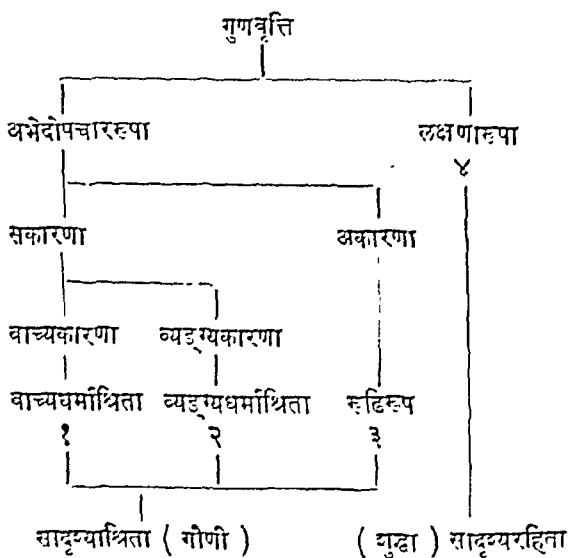 गुणवृत्ति
अभेदोपचाररूपा लक्षणारूपा
४
सकारणा अकारणा
वाच्यकारणा व्यङ्ग्यकारणा
वाच्यधर्माश्रिता व्यङ्ग्यधर्माश्रिता रूढिरूप
१ २ ३
सादृश्याश्रिता ( गौणी ) ( शुद्धा ) सादृश्यरहिता